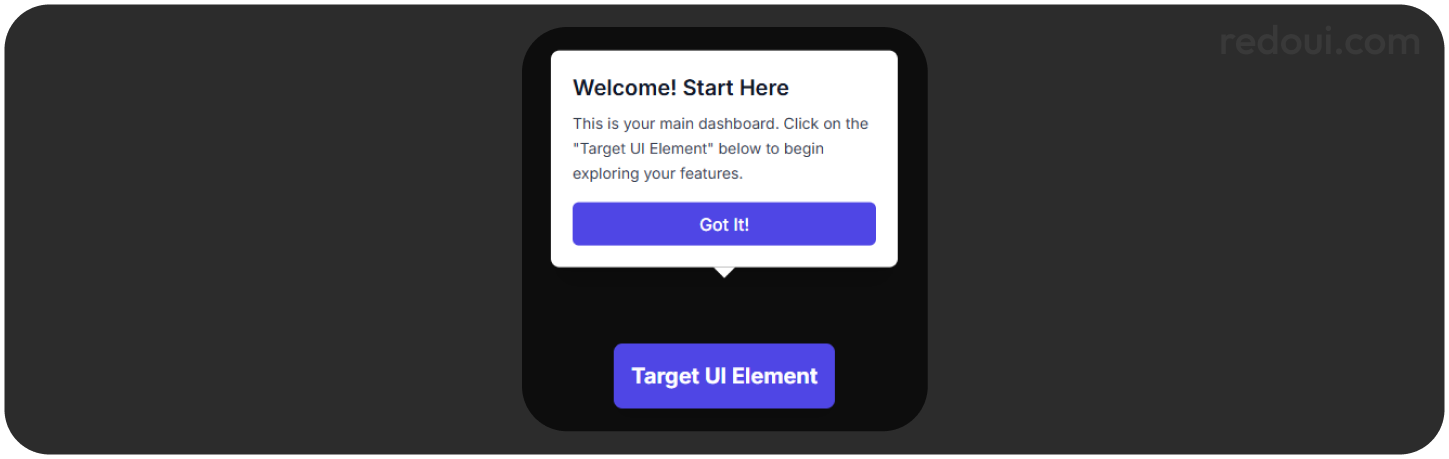 redoui.com
Welcome! Start Here
This is your main dashboard. Click on the
"Target UI Element" below to begin
exploring your features.
Got It!
Target UI Element